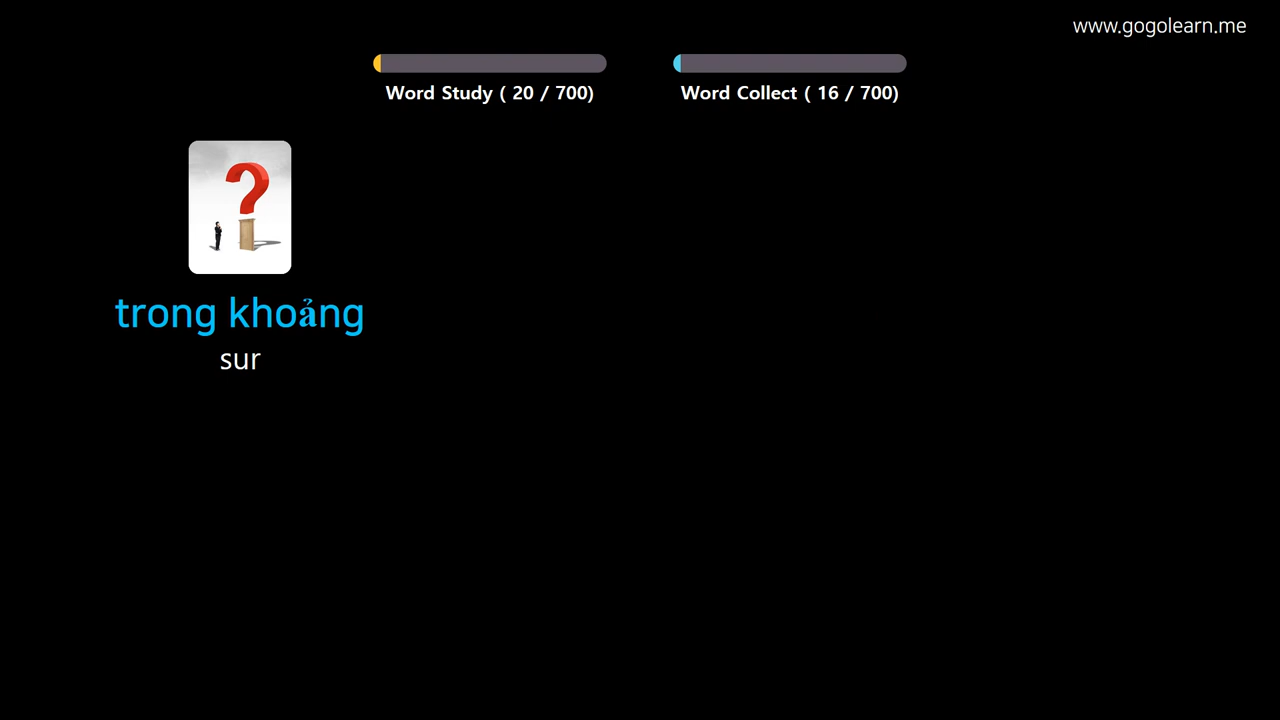 www.gogolearn.me
Word Study ( 20 / 700)
Word Collect ( 16 / 700)
trong khoảng
sur